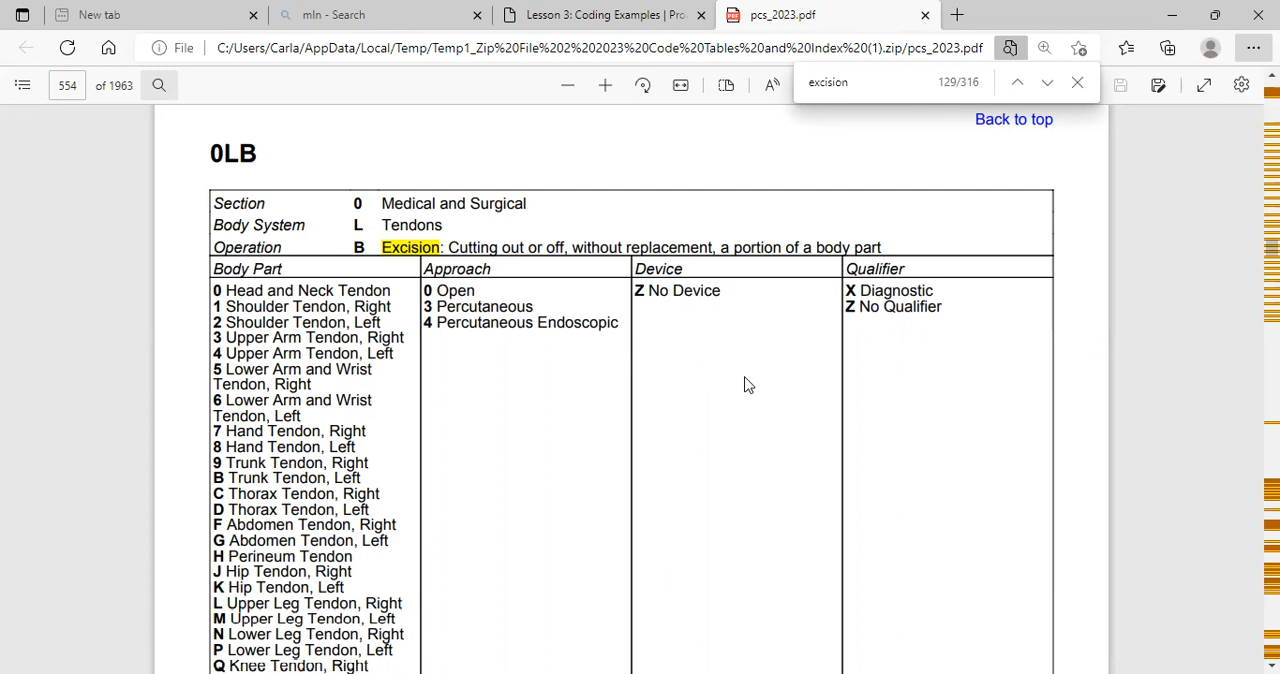 New tab
mln - Search
Lesson 3: Coding Examples | Pro
pcs_2023.pdf
File
C:/Users/Carla/AppData/Local/Temp/Temp1_Zip%20File%202%202023%20Code%20Tables%20and%20Index%20(1).zip/pcs_2023.pdf
554 of 1963
excision 129/316
Back to top
0LB
Section 0 Medical and Surgical
Body System L Tendons
Operation B Excision: Cutting out or off, without replacement, a portion of a body part
Body Part Approach Device Qualifier
0 Head and Neck Tendon
1 Shoulder Tendon, Right
2 Shoulder Tendon, Left
3 Upper Arm Tendon, Right
4 Upper Arm Tendon, Left
5 Lower Arm and Wrist
Tendon, Right
6 Lower Arm and Wrist
Tendon, Left
7 Hand Tendon, Right
8 Hand Tendon, Left
9 Trunk Tendon, Right
B Trunk Tendon, Left
C Thorax Tendon, Right
D Thorax Tendon, Left
F Abdomen Tendon, Right
G Abdomen Tendon, Left
H Perineum Tendon
J Hip Tendon, Right
K Hip Tendon, Left
L Upper Leg Tendon, Right
M Upper Leg Tendon, Left
N Lower Leg Tendon, Right
P Lower Leg Tendon, Left
Q Knee Tendon, Right
0 Open
3 Percutaneous
4 Percutaneous Endoscopic
Z No Device
X Diagnostic
Z No Qualifier